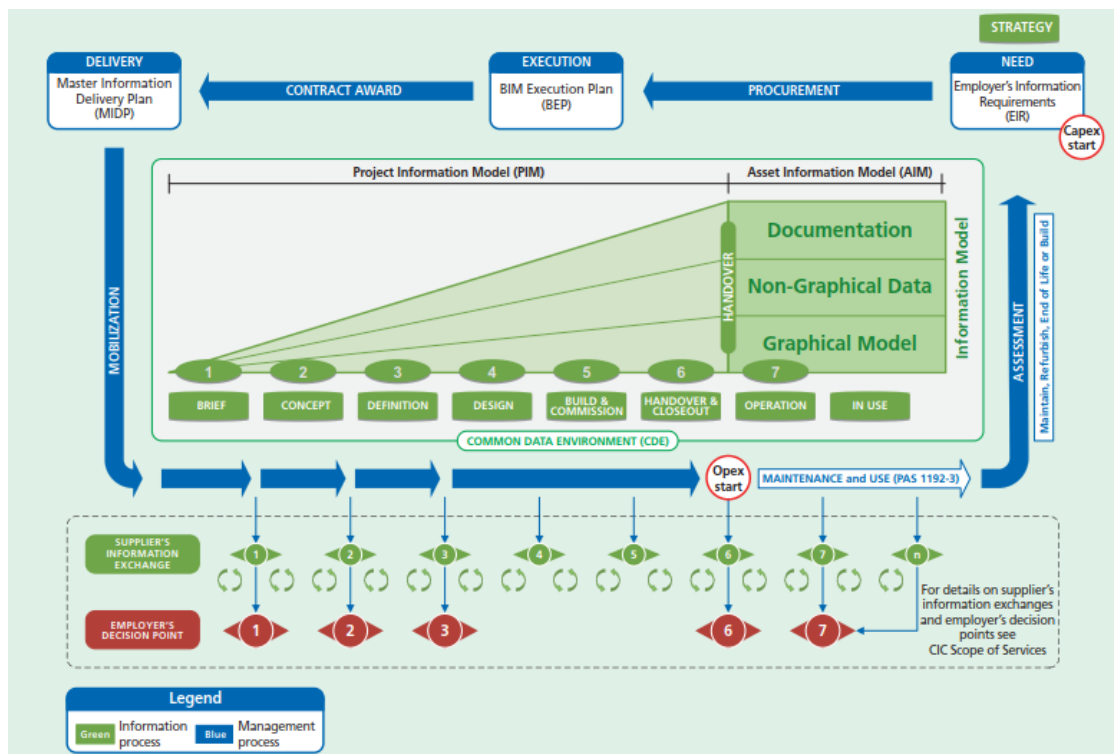 STRATEGY
DELIVERY
Master Information
Delivery Plan
(MIDP)
CONTRACT AWARD
EXECUTION
BIM Execution Plan
(BEP)
PROCUREMENT
NEED
Employer's Information
Requirements
(EIR)
Capex
start
Project Information Model (PIM)
Asset Information Model (AIM)
MOBILIZATION
HANDOVER
Documentation
Non-Graphical Data
Graphical Model
Information Model
ASSESSMENT
Maintain, Refurbish, End of Life or Build
1
2
3
4
5
6
7
BRIEF
CONCEPT
DEFINITION
DESIGN
BUILD &
COMMISSION
HANDOVER &
CLOSEOUT
OPERATION
IN USE
COMMON DATA ENVIRONMENT (CDE)
Opex
start
MAINTENANCE and USE (PAS 1192-3)
SUPPLIER'S
INFORMATION
EXCHANGE
1
2
3
4
5
6
7
n
For details on supplier's
information exchanges
and employer's decision
points see
CIC Scope of Services
EMPLOYER'S
DECISION POINT
1
2
3
6
7
Legend
Green
Information
process
Blue
Management
process